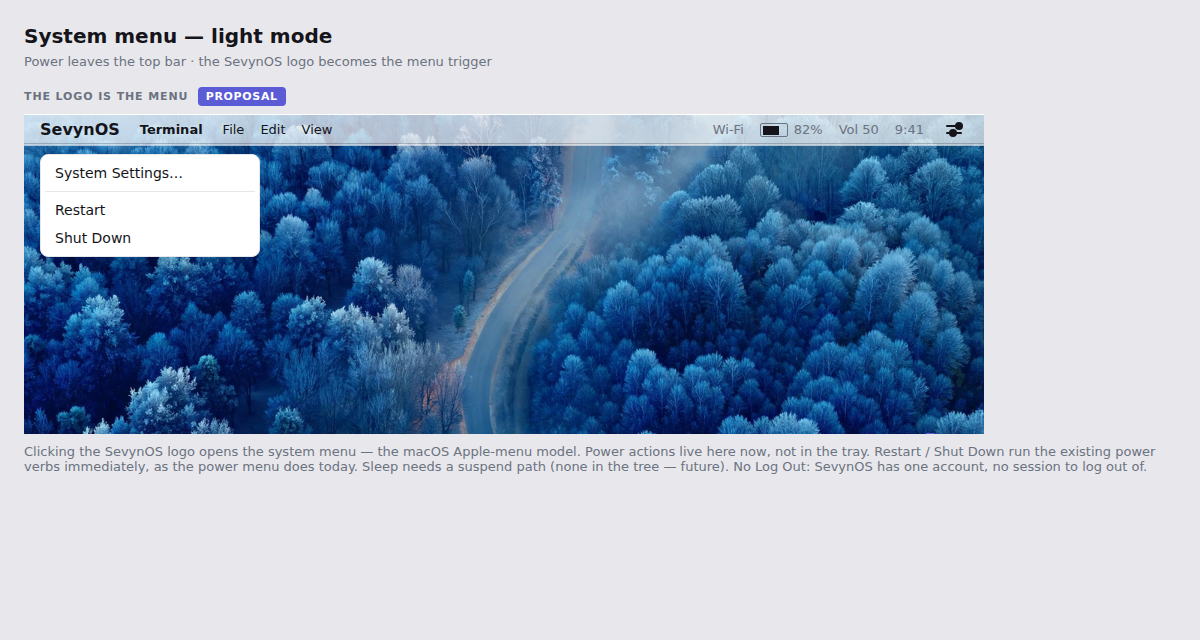 System menu — light mode
Power leaves the top bar · the SevynOS logo becomes the menu trigger
THE LOGO IS THE MENU PROPOSAL
SevynOS Terminal File Edit View Wi-Fi 82% Vol 50 9:41
System Settings…
Restart
Shut Down
Clicking the SevynOS logo opens the system menu — the macOS Apple-menu model. Power actions live here now, not in the tray. Restart / Shut Down run the existing power
verbs immediately, as the power menu does today. Sleep needs a suspend path (none in the tree — future). No Log Out: SevynOS has one account, no session to log out of.